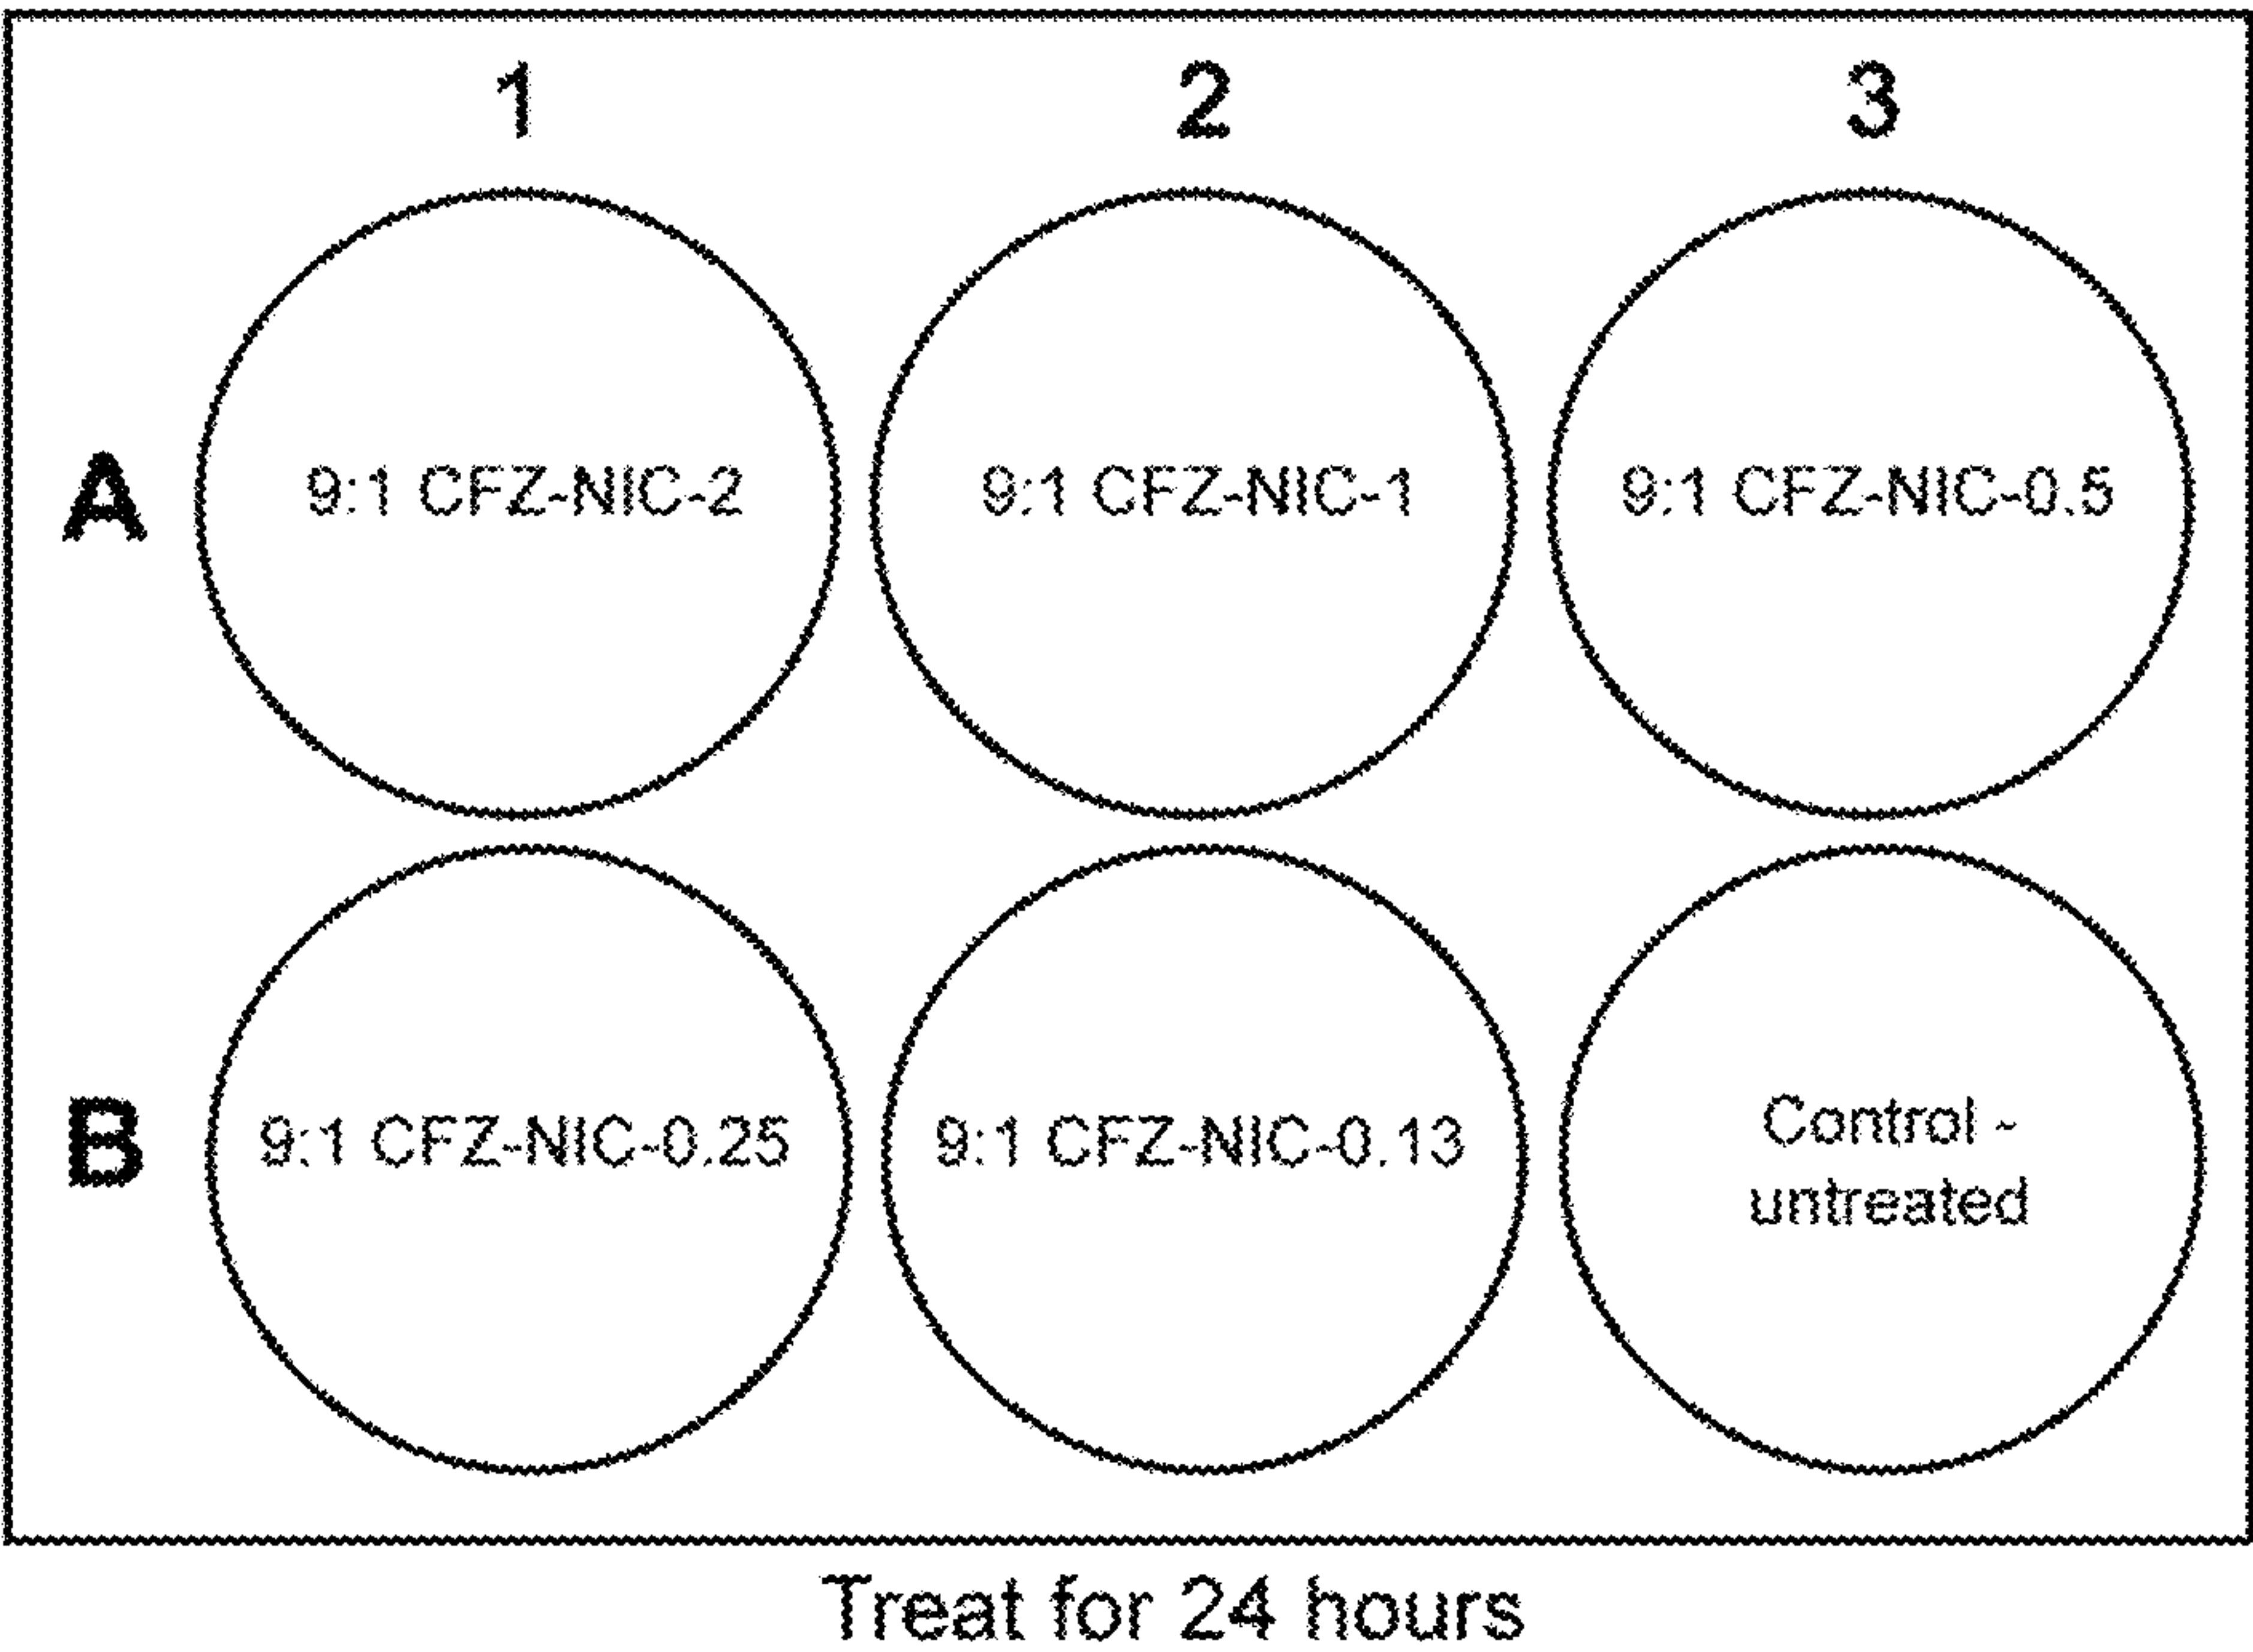 1 2 3
A 9:1 CFZ-NIC-2 9:1 CFZ-NIC-1 9:1 CFZ-NIC-0.5
B 9:1 CFZ-NIC-0.25 9:1 CFZ-NIC-0.13 Control -
untreated
Treat for 24 hours